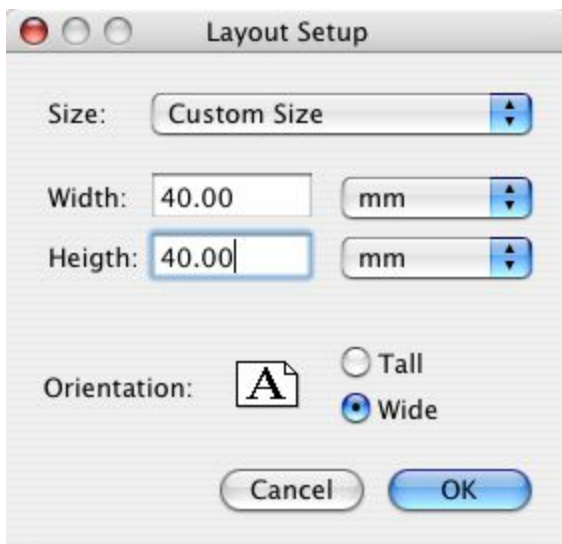 Layout Setup
Size: Custom Size
Width: 40.00 mm
Heigth: 40.00 mm
Tall
Orientation: A
Wide
Cancel OK